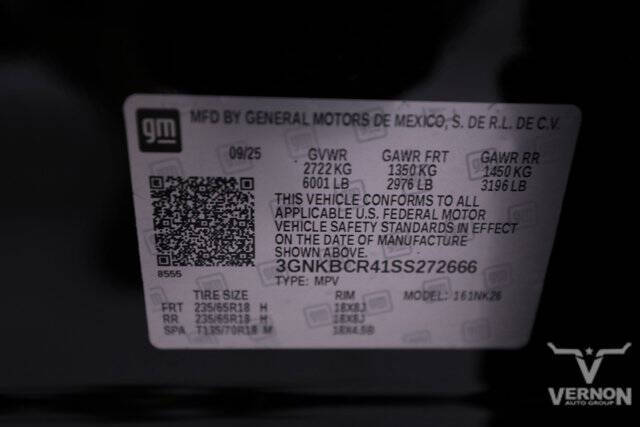 gm
MFD BY GENERAL MOTORS DE MEXICO, S. DE R.L. DE C.V.
09/25 GVWR GAWR FRT GAWR RR
2722 KG 1350 KG 1450 KG
6001 LB 2976 LB 3196 LB
THIS VEHICLE CONFORMS TO ALL
APPLICABLE U.S. FEDERAL MOTOR
VEHICLE SAFETY STANDARDS IN EFFECT
ON THE DATE OF MANUFACTURE
SHOWN ABOVE.
8555
3GNKBCR41SS272666
TYPE: MPV MODEL: 161NK26
TIRE SIZE RIM
FRT 235/65R18 H 18X8J
RR 235/65R18 H 18X8J
SPA T135/70R18 M 18X4.5B
VERNON
AUTO GROUP